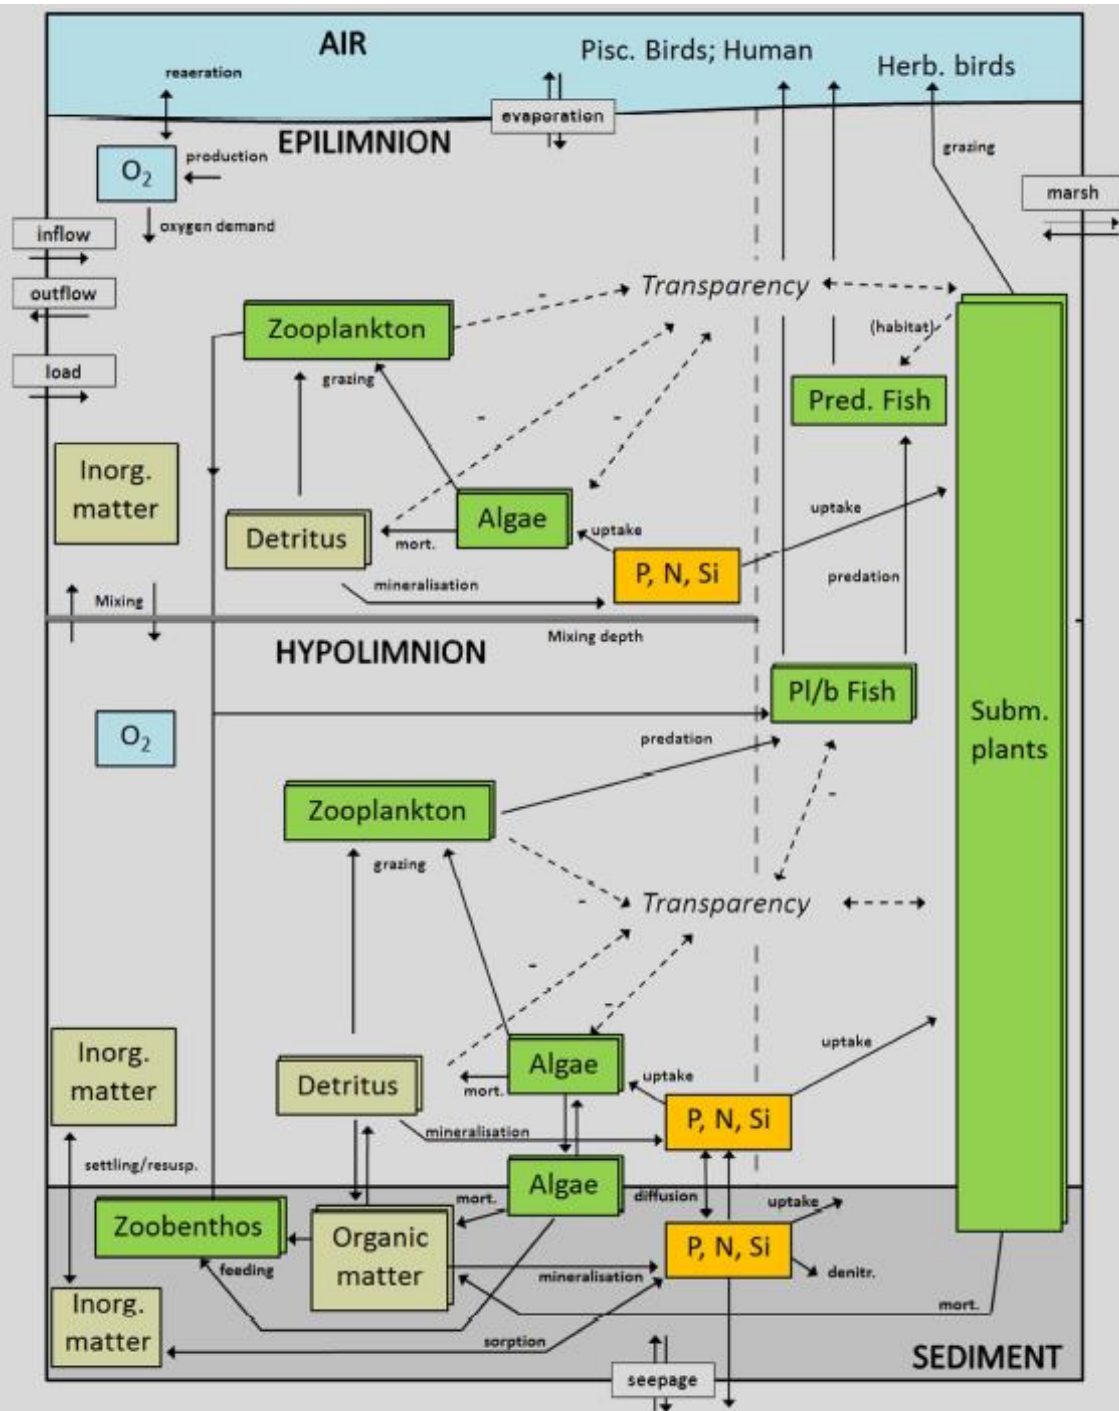 AIR
Pisc. Birds; Human
Herb. birds
reaeration
evaporation
EPILIMNION
grazing
O2
production
marsh
oxygen demand
inflow
outflow
Transparency
-
Zooplankton
(habitat)
load
grazing
Pred. Fish
-
-
Inorg.
matter
Detritus
Algae
uptake
uptake
mort.
P, N, Si
mineralisation
predation
Mixing
Mixing depth
HYPOLIMNION
Pl/b Fish
Subm.
plants
O2
predation
Zooplankton
-
grazing
Transparency
-
-
-
Inorg.
matter
Algae
uptake
Detritus
uptake
mort.
P, N, Si
mineralisation
settling/resusp.
Algae
mort.
diffusion
uptake
Zoobenthos
Organic
matter
P, N, Si
feeding
mineralisation
denitr.
Inorg.
matter
mort.
sorption
SEDIMENT
seepage